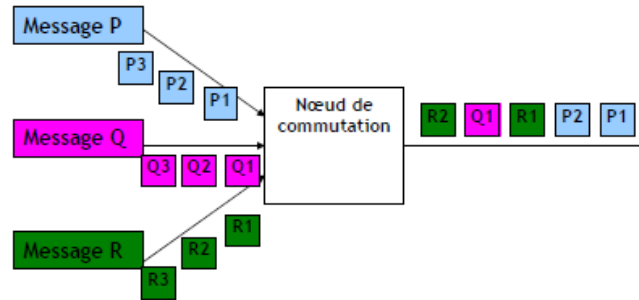 Message P
P3
P2
P1
Nœud de
commutation
R2 Q1 R1 P2 P1
Message Q
Q3 Q2 Q1
Message R
R1
R2
R3